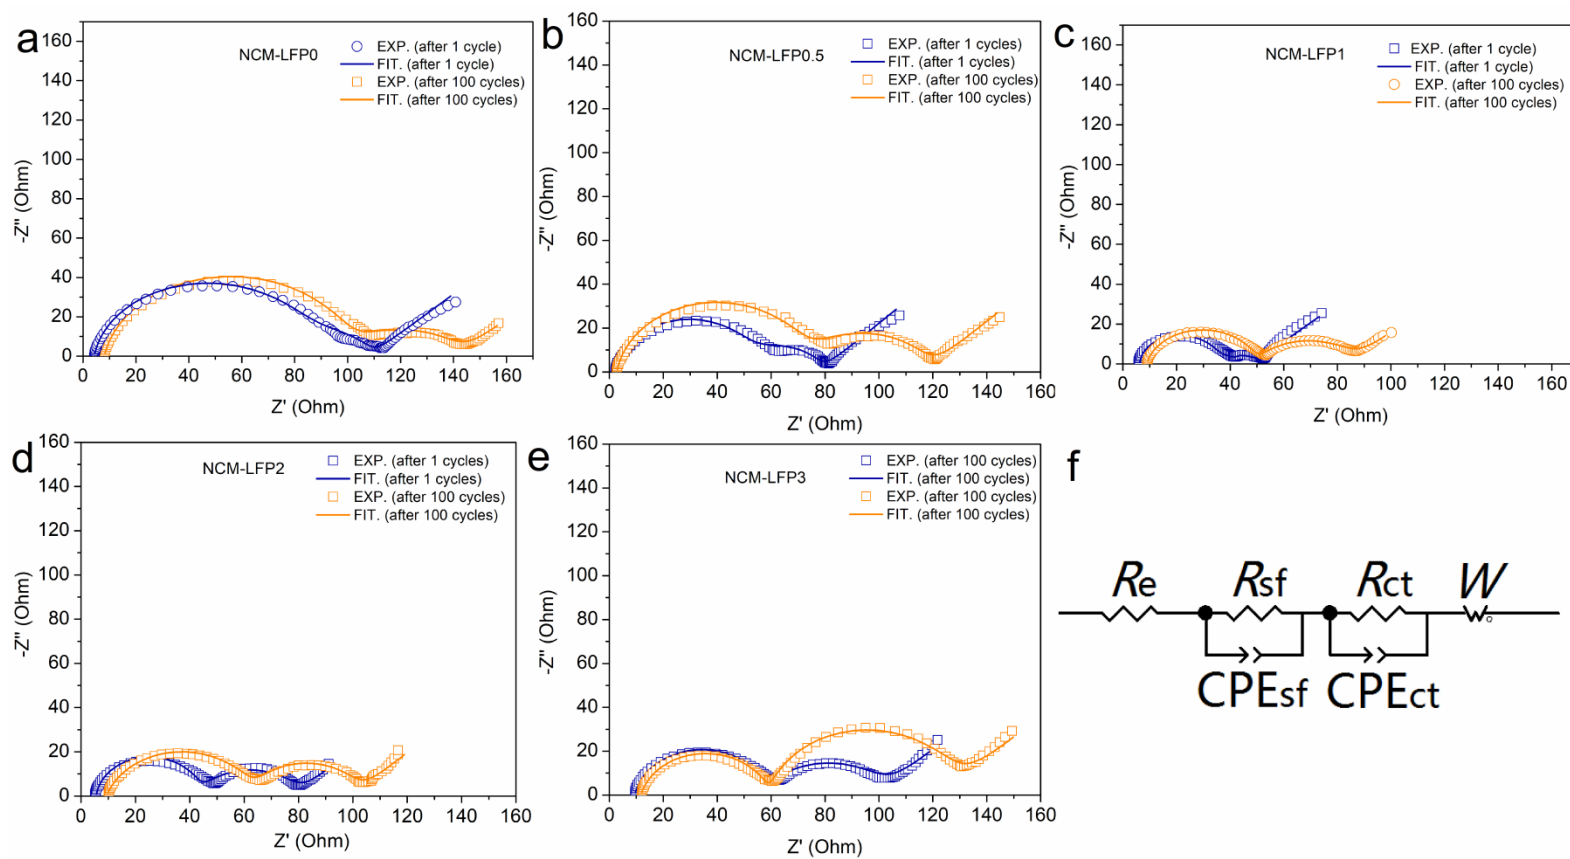 a
NCM-LFP0
EXP. (after 1 cycle)
FIT. (after 1 cycle)
EXP. (after 100 cycles)
FIT. (after 100 cycles)
-Z" (Ohm)
160
140
120
100
80
60
40
20
0
0 20 40 60 80 100 120 140 160
Z' (Ohm)
b
NCM-LFP0.5
EXP. (after 1 cycles)
FIT. (after 1 cycles)
EXP. (after 100 cycles)
FIT. (after 100 cycles)
-Z" (Ohm)
160
140
120
100
80
60
40
20
0
0 20 40 60 80 100 120 140 160
Z' (Ohm)
c
NCM-LFP1
EXP. (after 1 cycle)
FIT. (after 1 cycle)
EXP. (after 100 cycles)
FIT. (after 100 cycles)
-Z" (Ohm)
160
140
120
100
80
60
40
20
0
0 20 40 60 80 100 120 140 160
Z' (Ohm)
d
NCM-LFP2
EXP. (after 1 cycles)
FIT. (after 1 cycles)
EXP. (after 100 cycles)
FIT. (after 100 cycles)
-Z" (Ohm)
160
140
120
100
80
60
40
20
0
0 20 40 60 80 100 120 140 160
Z' (Ohm)
e
NCM-LFP3
EXP. (after 100 cycles)
FIT. (after 100 cycles)
EXP. (after 100 cycles)
FIT. (after 100 cycles)
-Z" (Ohm)
160
140
120
100
80
60
40
20
0
0 20 40 60 80 100 120 140 160
Z' (Ohm)
f
Re Rsf Rct W
CPEsf CPEct